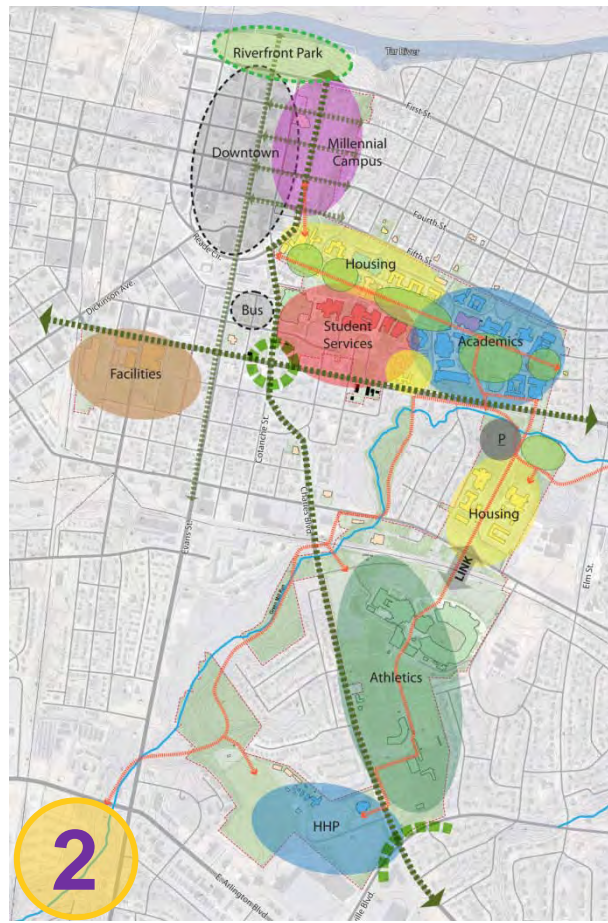 Riverfront Park
Tar River
First St.
Downtown
Millennial
Campus
Fourth St.
Reade Cir.
Fifth St.
Housing
Dickinson Ave.
Bus
Student
Services
Academics
Facilities
Cotanche St.
P
Charles Blvd
Housing
Evans St.
LINK
Elm St.
Athletics
HHP
2
E Arlington Blvd.
ville Blvd.